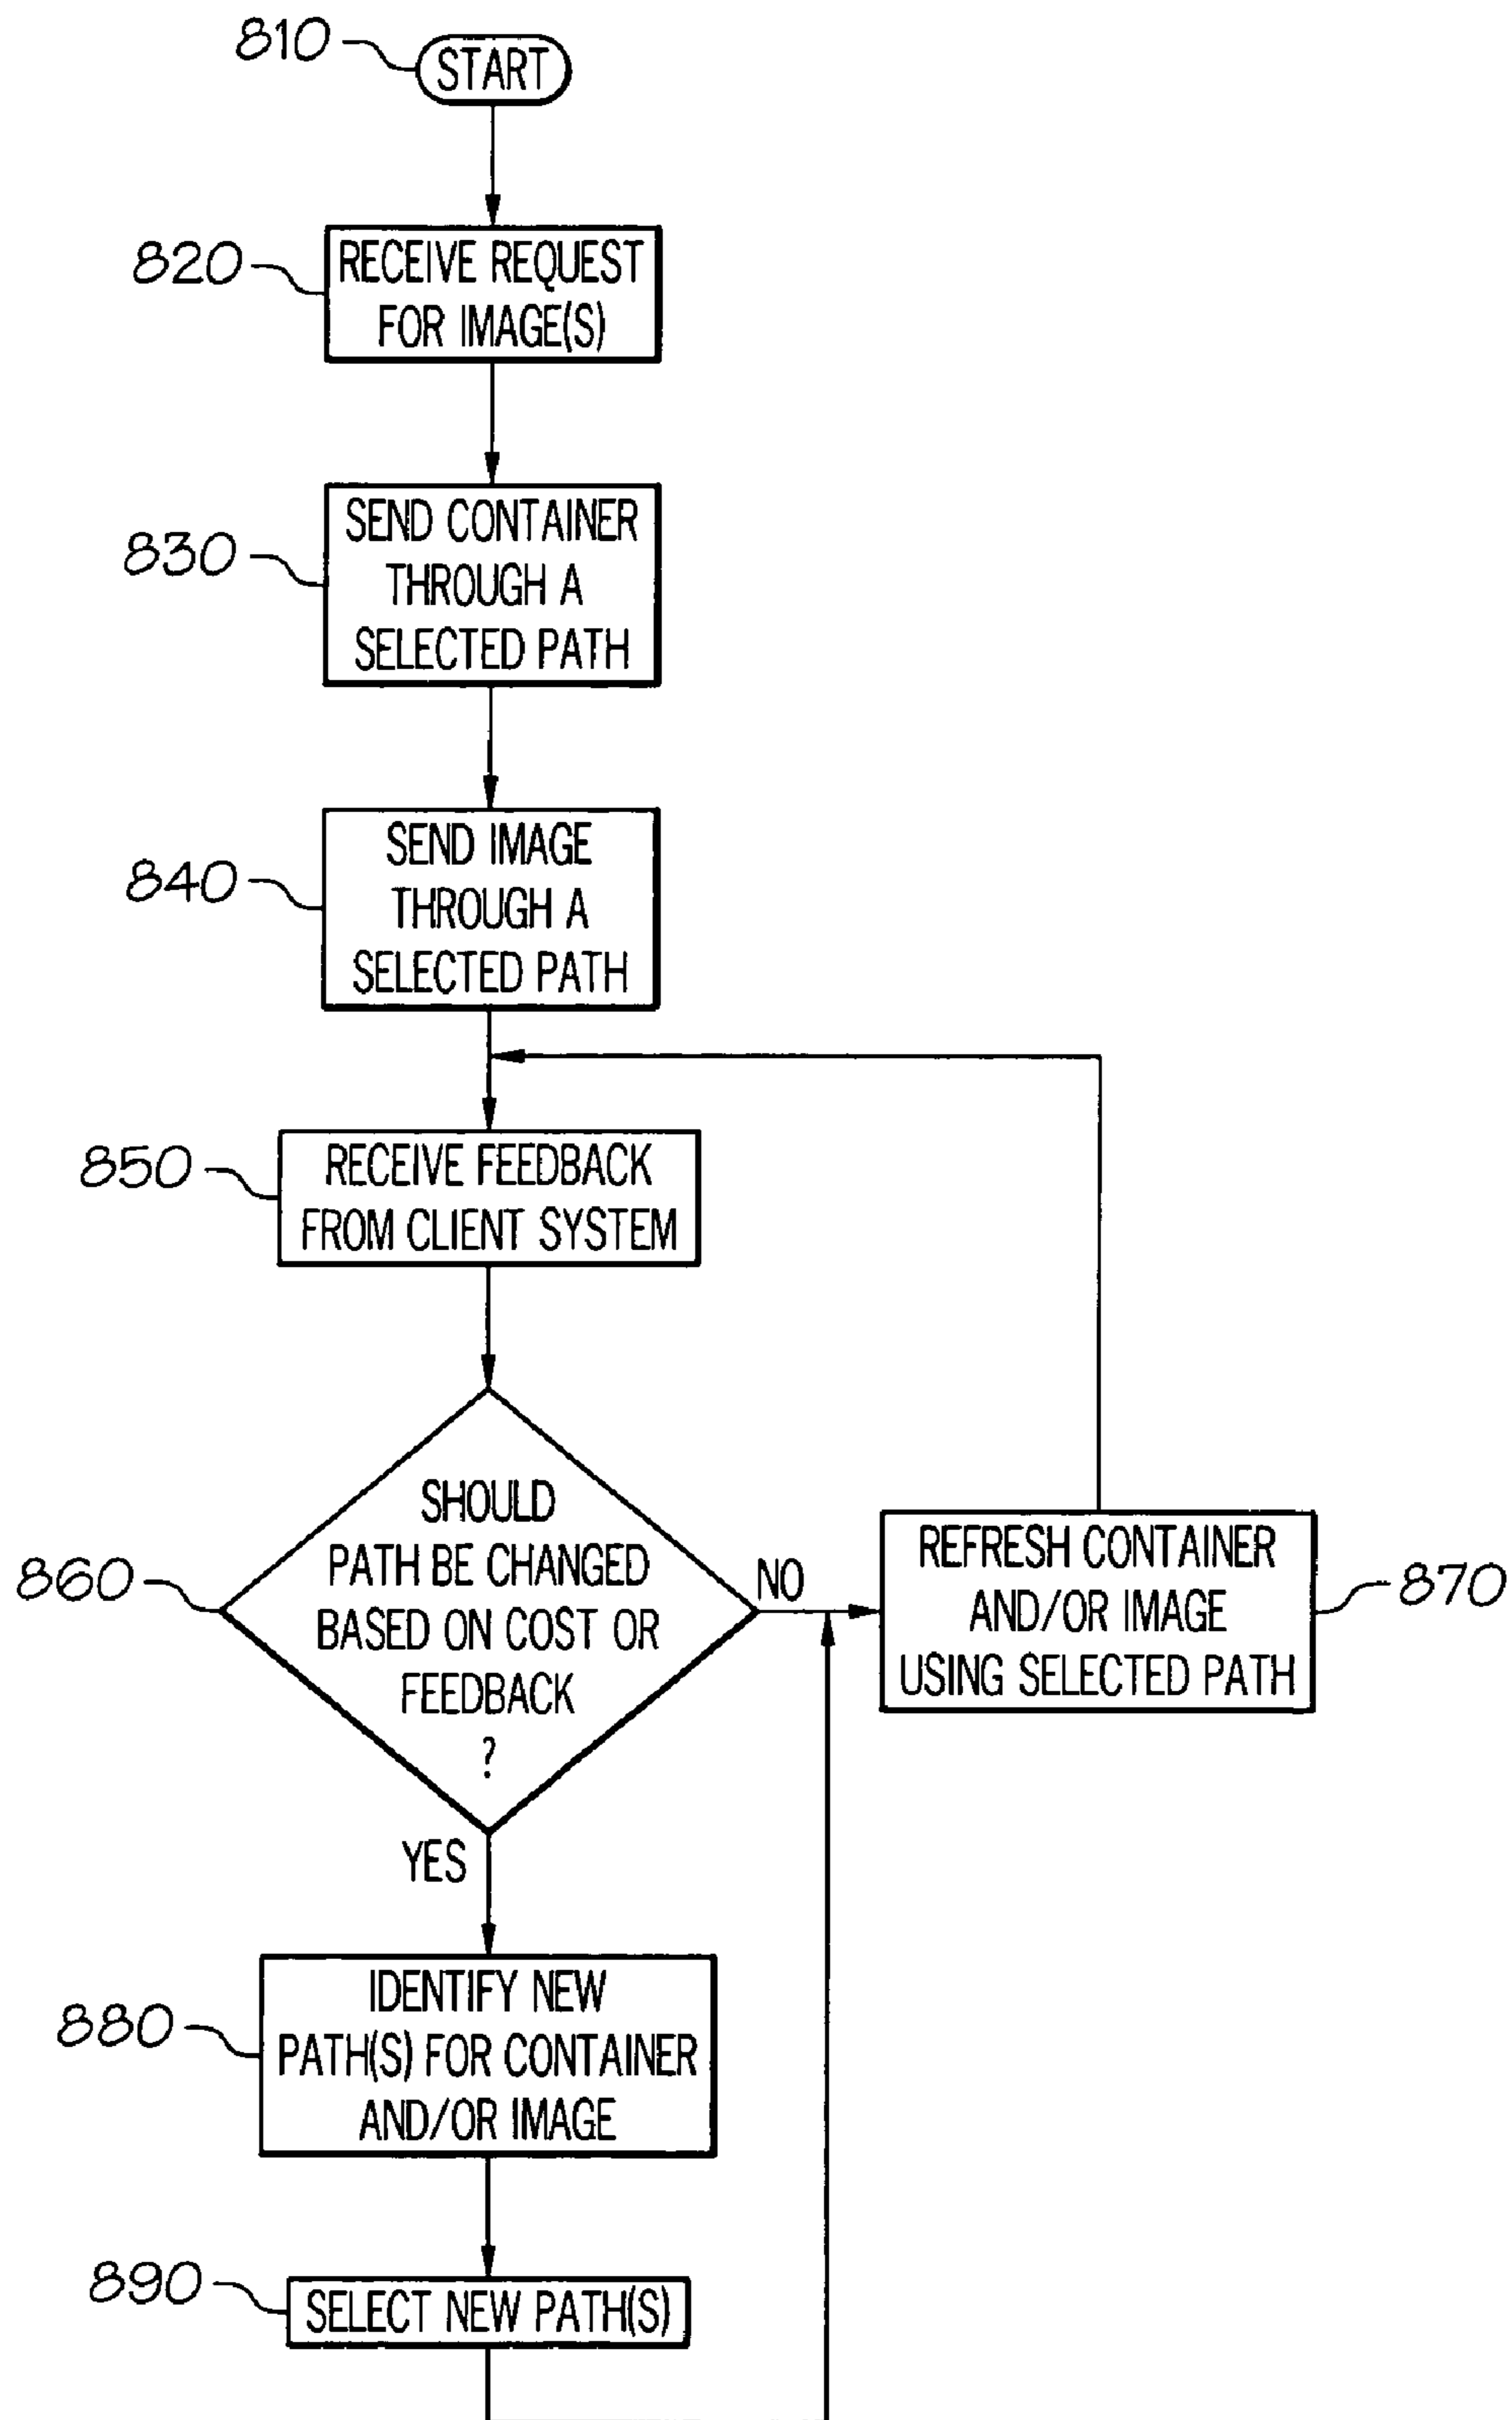 810
START
820
RECEIVE REQUEST
FOR IMAGE(S)
830
SEND CONTAINER
THROUGH A
SELECTED PATH
840
SEND IMAGE
THROUGH A
SELECTED PATH
850
RECEIVE FEEDBACK
FROM CLIENT SYSTEM
860
SHOULD
PATH BE CHANGED
BASED ON COST OR
FEEDBACK
?
NO
REFRESH CONTAINER
AND/OR IMAGE
USING SELECTED PATH
870
YES
880
IDENTIFY NEW
PATH(S) FOR CONTAINER
AND/OR IMAGE
890
SELECT NEW PATH(S)